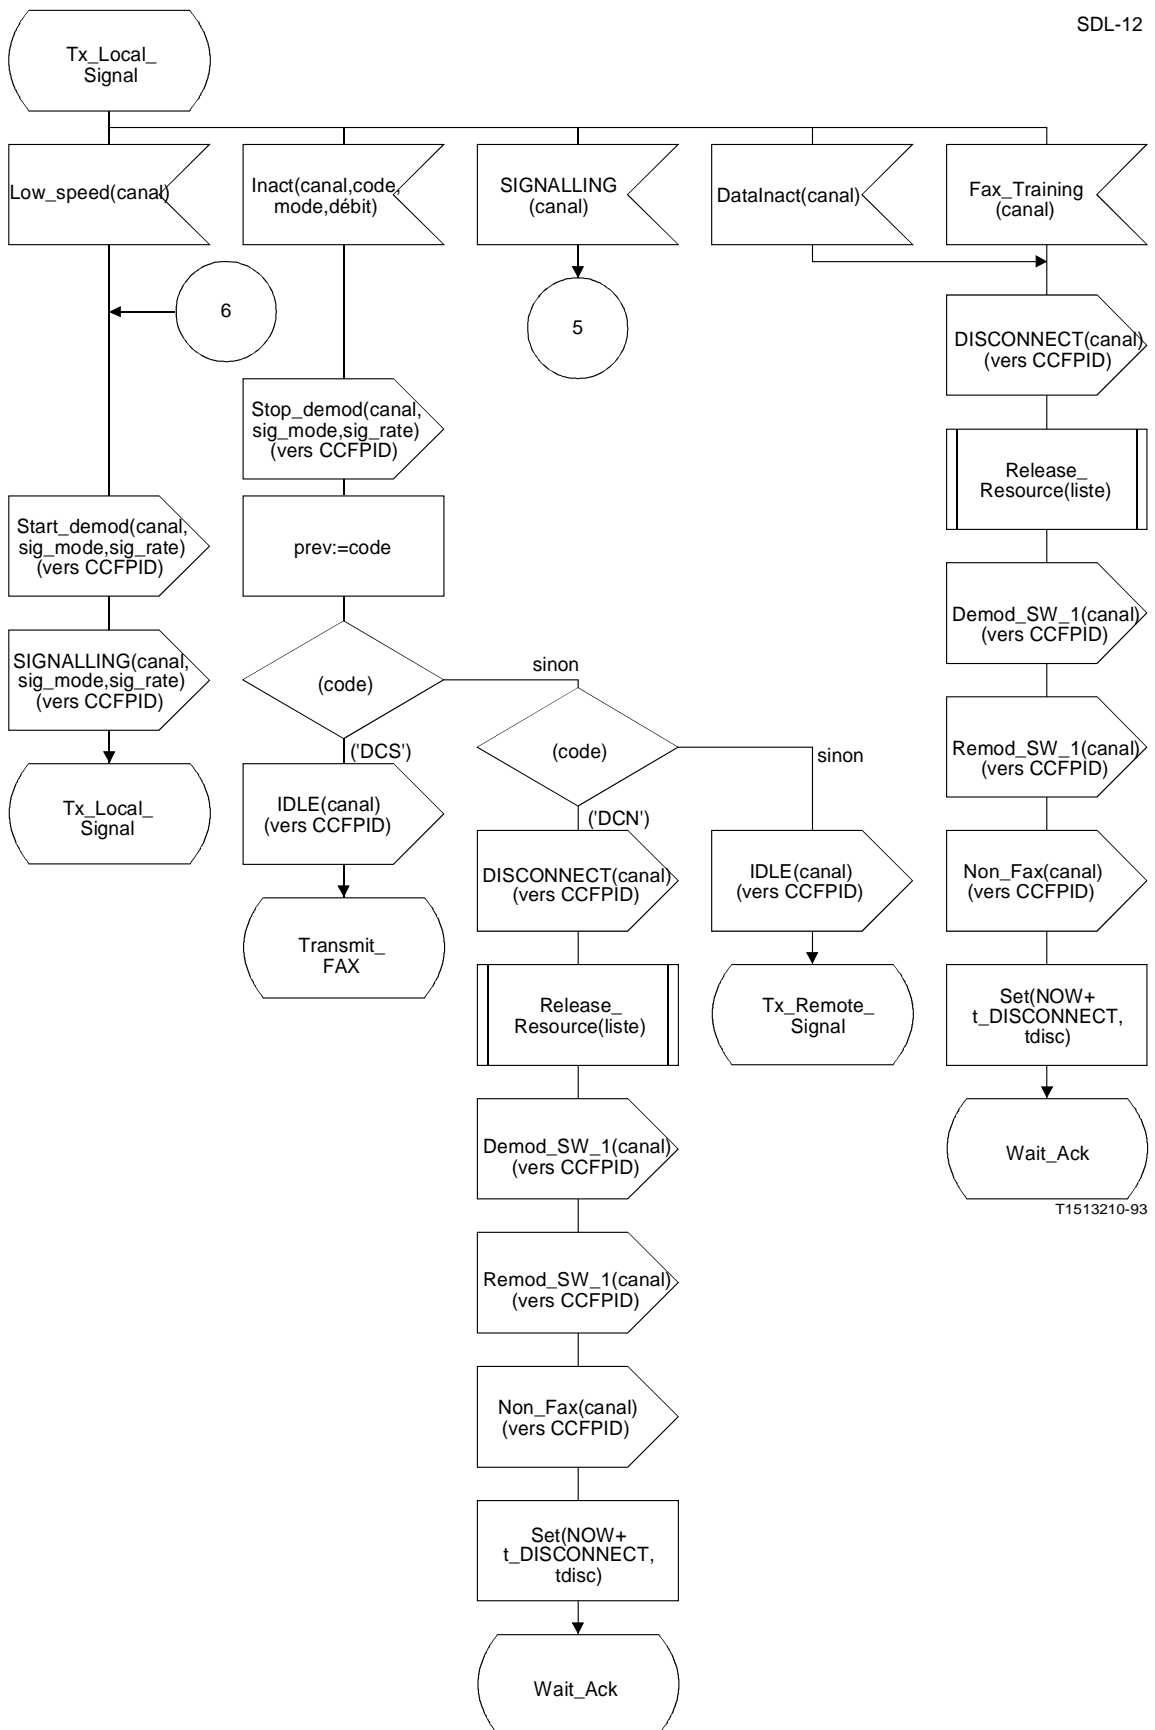 SDL-12
Tx_Local_
Signal
Low_speed(canal)
Inact(canal,code,
mode,débit)
SIGNALLING
(canal)
DataInact(canal)
Fax_Training
(canal)
6
5
DISCONNECT(canal)
(vers CCFPID)
Stop_demod(canal,
sig_mode,sig_rate)
(vers CCFPID)
Release_
Resource(liste)
Start_demod(canal,
sig_mode,sig_rate)
(vers CCFPID)
prev:=code
Demod_SW_1(canal)
(vers CCFPID)
SIGNALLING(canal,
sig_mode,sig_rate)
(vers CCFPID)
(code)
sinon
('DCS')
(code)
sinon
('DCN')
Remod_SW_1(canal)
(vers CCFPID)
Tx_Local_
Signal
IDLE(canal)
(vers CCFPID)
DISCONNECT(canal)
(vers CCFPID)
IDLE(canal)
(vers CCFPID)
Non_Fax(canal)
(vers CCFPID)
Transmit_
FAX
Release_
Resource(liste)
Tx_Remote_
Signal
Set(NOW+
t_DISCONNECT,
tdisc)
Demod_SW_1(canal)
(vers CCFPID)
Wait_Ack
T1513210-93
Remod_SW_1(canal)
(vers CCFPID)
Non_Fax(canal)
(vers CCFPID)
Set(NOW+
t_DISCONNECT,
tdisc)
Wait_Ack